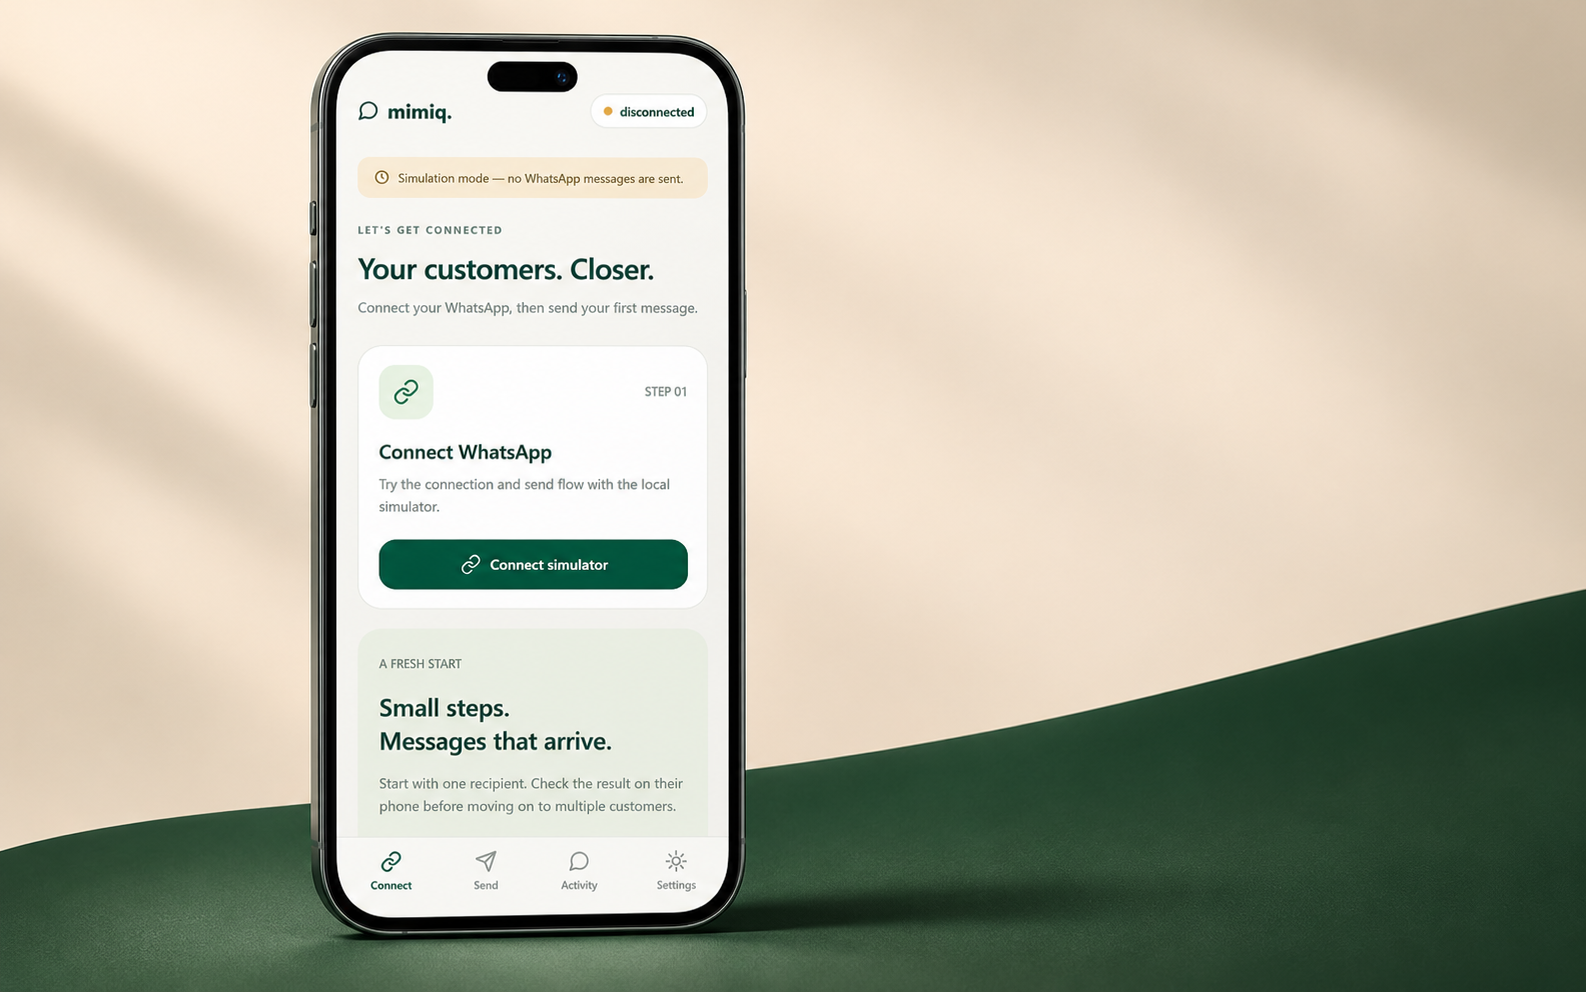 mimiq.
disconnected
Simulation mode — no WhatsApp messages are sent.
LET'S GET CONNECTED
Your customers. Closer.
Connect your WhatsApp, then send your first message.
STEP 01
Connect WhatsApp
Try the connection and send flow with the local
simulator.
Connect simulator
A FRESH START
Small steps.
Messages that arrive.
Start with one recipient. Check the result on their
phone before moving on to multiple customers.
Connect
Send
Activity
Settings